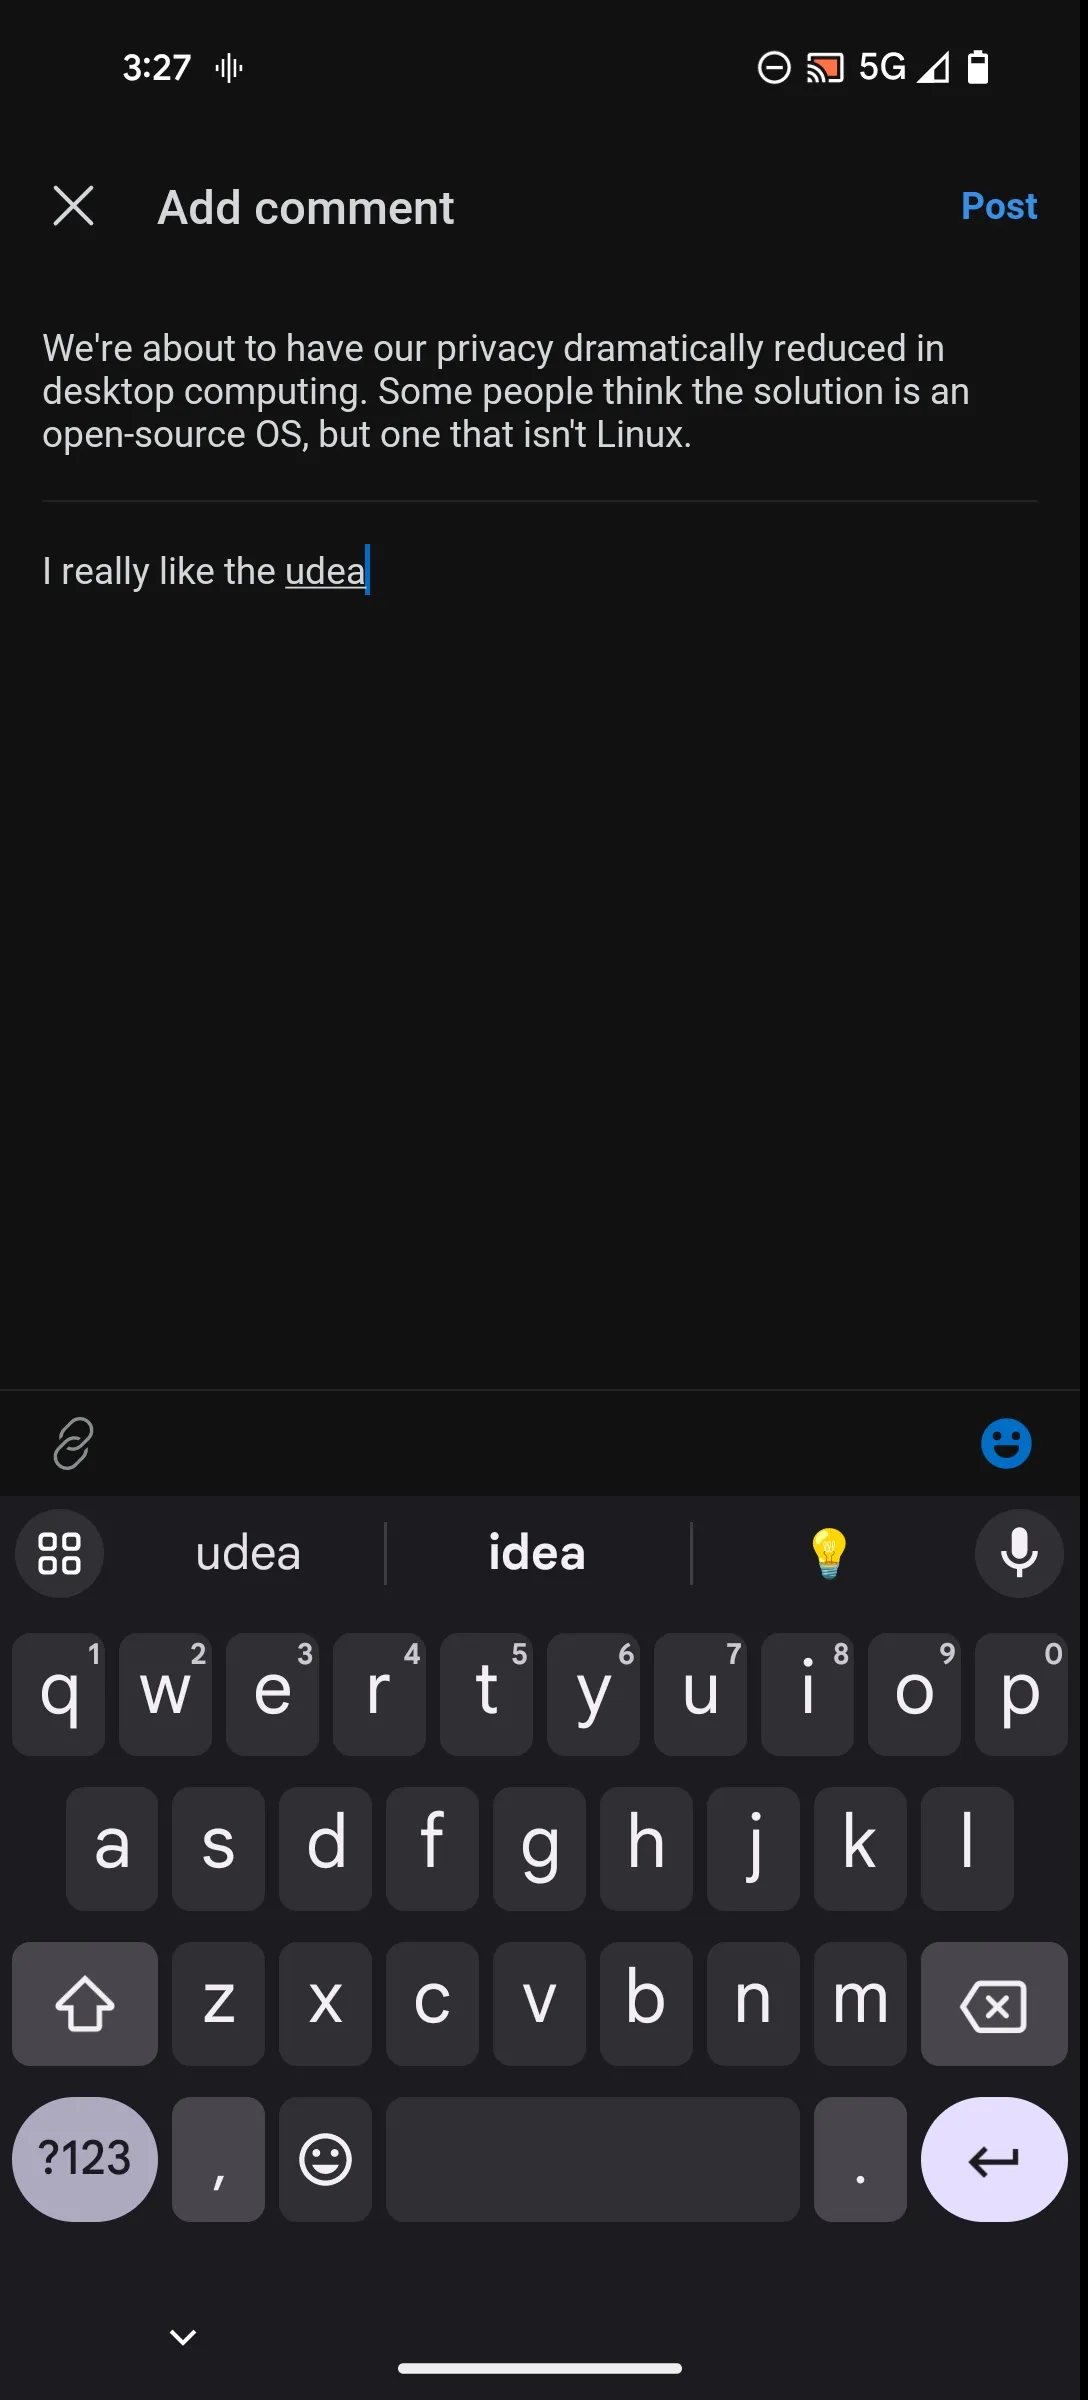 3:27 5G
Add comment Post
We're about to have our privacy dramatically reduced in
desktop computing. Some people think the solution is an
open-source OS, but one that isn't Linux.
I really like the udea
udea idea
1 2 3 4 5 6 7 8 9 0
q w e r t y u i o p
a s d f g h j k l
z x c v b n m
?123 , .